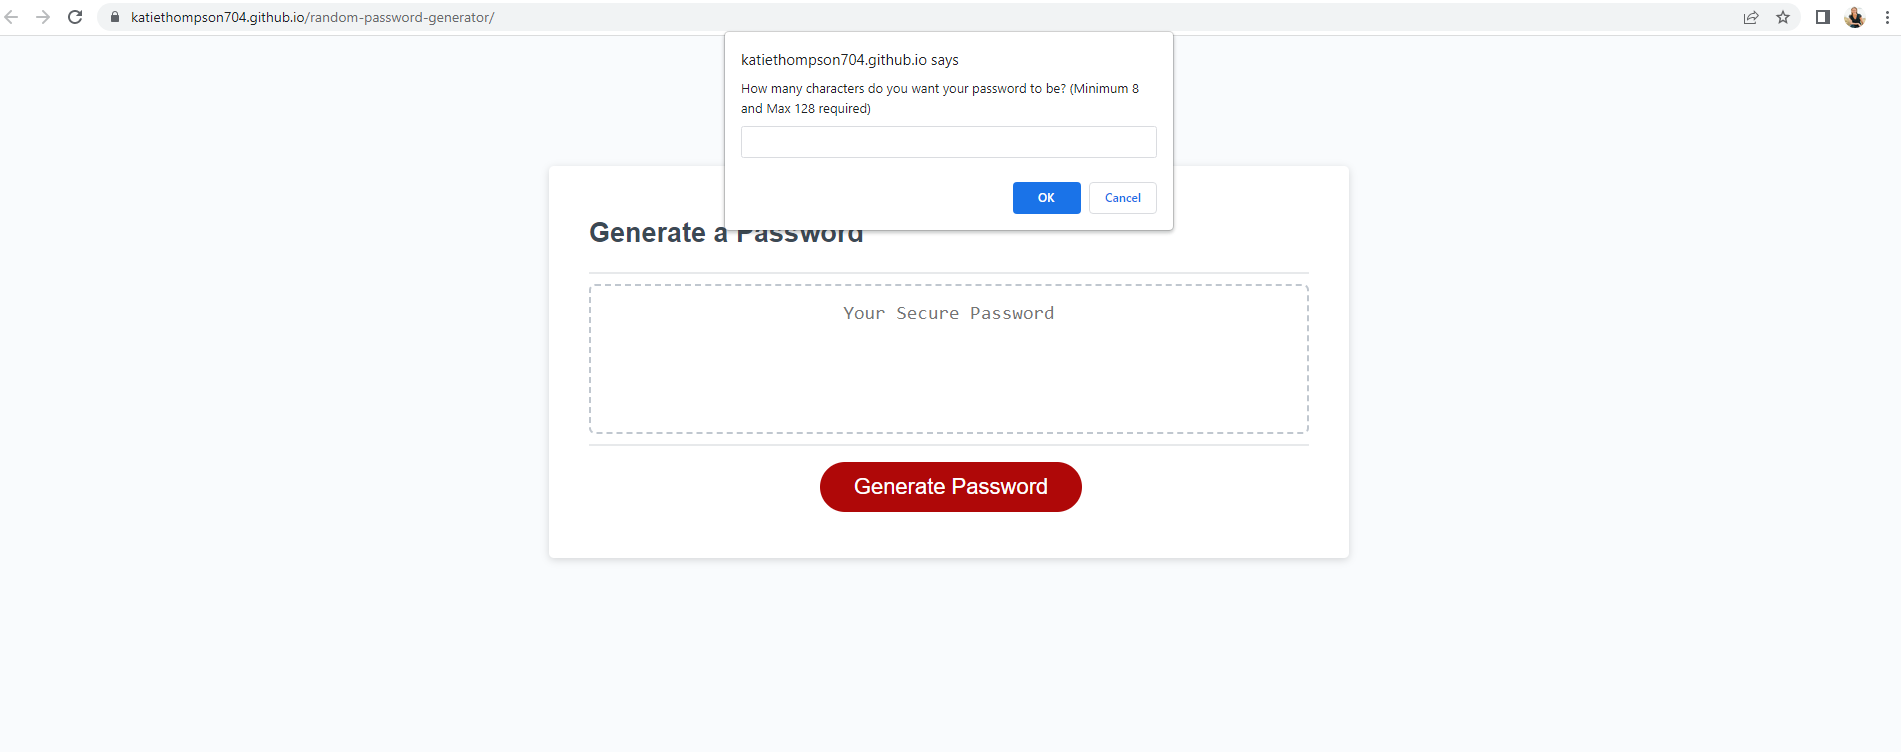 katiethompson704.github.io/random-password-generator/
katiethompson704.github.io says
How many characters do you want your password to be? (Minimum 8
and Max 128 required)
OK
Cancel
Generate a Password
Your Secure Password
Generate Password